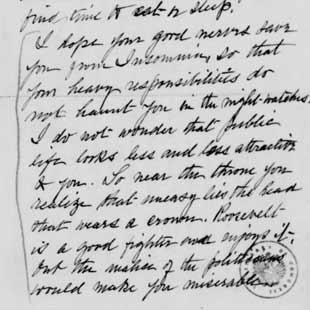 find time to eat or sleep!
I hope your good nerves save
you from Insomnia, so that
your heavy responsibilities do
not haunt you in the night-watches.
I do not wonder that public
life looks less and less attractive
to you. So near the throne you
realize that uneasy lies the head
that wears a crown. Roosevelt
is a good fighter and enjoys it,
but the malice of the politicians
would make you miserable.